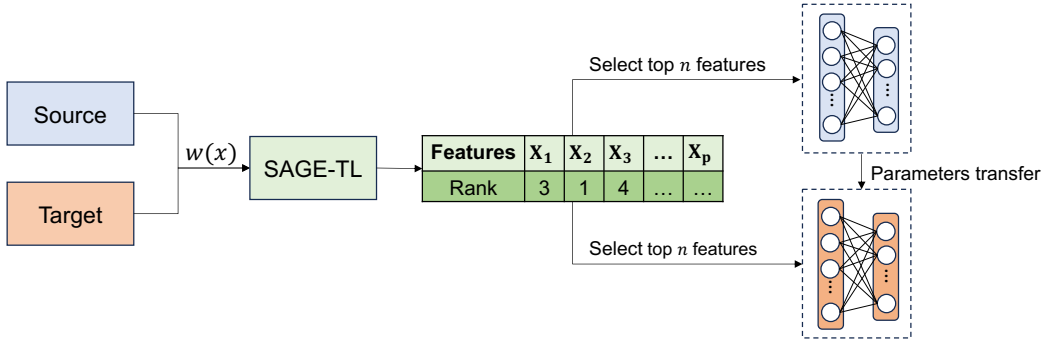 Source
Target
w(x)
SAGE-TL
Features X₁ X₂ X₃ … Xₚ
Rank 3 1 4 … …
Select top n features
Select top n features
Parameters transfer